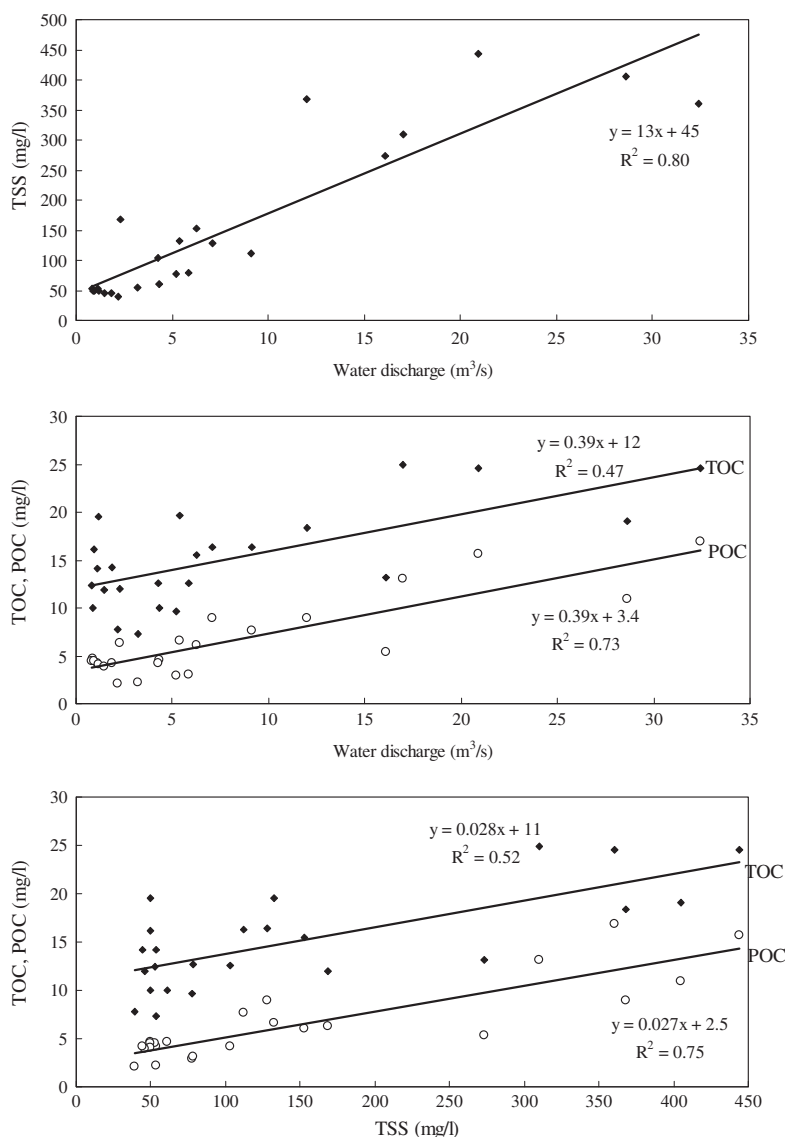 500
450
400
350
300
250
200
150
100
50
0
TSS (mg/l)
y = 13x + 45
R² = 0.80
0 5 10 15 20 25 30 35
Water discharge (m³/s)
30
25
20
15
10
5
0
TOC, POC (mg/l)
y = 0.39x + 12
R² = 0.47
TOC
POC
y = 0.39x + 3.4
R² = 0.73
0 5 10 15 20 25 30 35
Water discharge (m³/s)
30
25
20
15
10
5
0
TOC, POC (mg/l)
y = 0.028x + 11
R² = 0.52
TOC
POC
y = 0.027x + 2.5
R² = 0.75
0 50 100 150 200 250 300 350 400 450
TSS (mg/l)